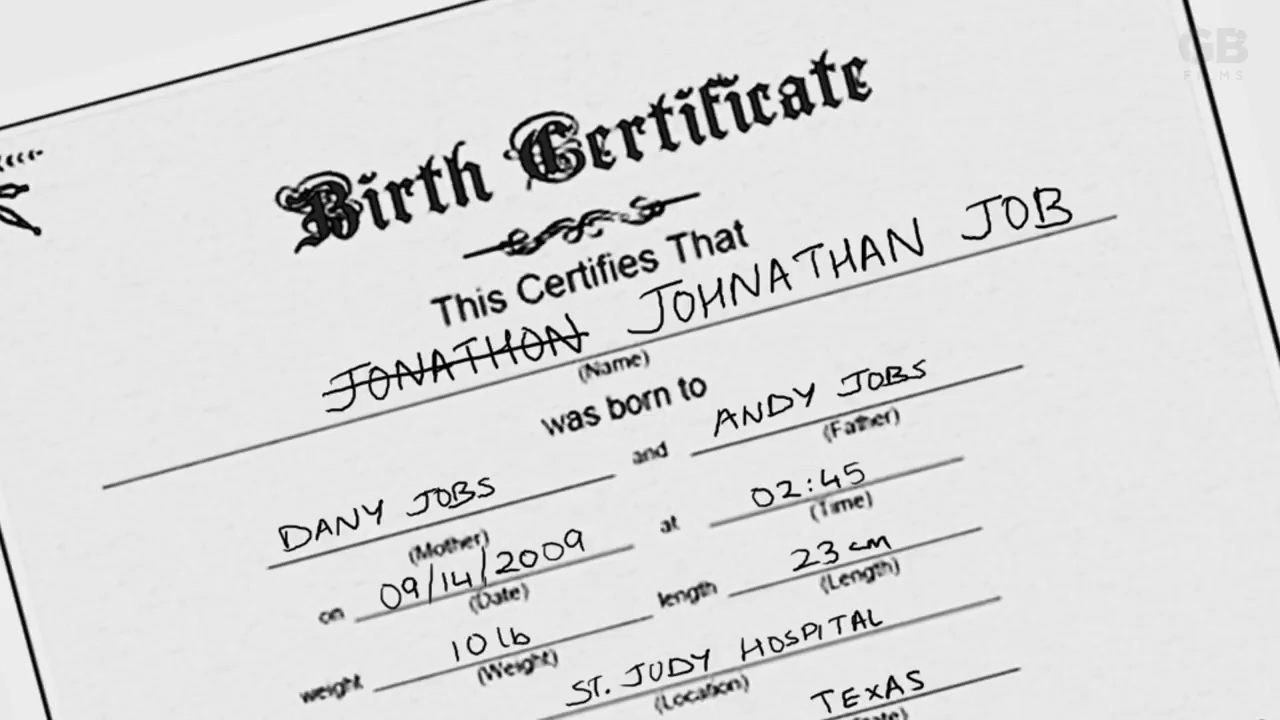 GB
FILMS
Birth Certificate
This Certifies That
JONATHON JOHNATHAN JOB
(Name)
was born to
DANY JOBS and ANDY JOBS
(Mother) (Father)
on 09/14/2009 at 02:45
(Date) (Time)
weight 10 lb length 23 cm
(Weight) (Length)
ST. JUDY HOSPITAL
(Location)
TEXAS